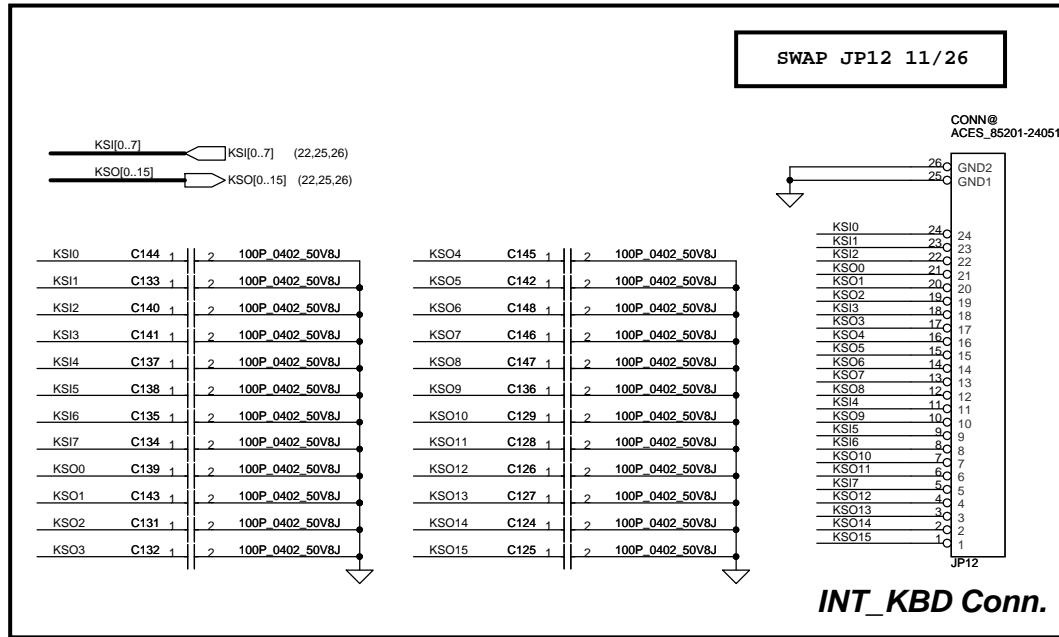 SWAP JP12 11/26
CONN@
ACES_85201-24051
KSI[0..7] KSI[0..7] (22,25,26)
KSO[0..15] KSO[0..15] (22,25,26)
26 GND2
25 GND1
KSI0 C144 1 2 100P_0402_50V8J
KSI1 C133 1 2 100P_0402_50V8J
KSI2 C140 1 2 100P_0402_50V8J
KSI3 C141 1 2 100P_0402_50V8J
KSI4 C137 1 2 100P_0402_50V8J
KSI5 C138 1 2 100P_0402_50V8J
KSI6 C135 1 2 100P_0402_50V8J
KSI7 C134 1 2 100P_0402_50V8J
KSO0 C139 1 2 100P_0402_50V8J
KSO1 C143 1 2 100P_0402_50V8J
KSO2 C131 1 2 100P_0402_50V8J
KSO3 C132 1 2 100P_0402_50V8J
KSO4 C145 1 2 100P_0402_50V8J
KSO5 C142 1 2 100P_0402_50V8J
KSO6 C148 1 2 100P_0402_50V8J
KSO7 C146 1 2 100P_0402_50V8J
KSO8 C147 1 2 100P_0402_50V8J
KSO9 C136 1 2 100P_0402_50V8J
KSO10 C129 1 2 100P_0402_50V8J
KSO11 C128 1 2 100P_0402_50V8J
KSO12 C126 1 2 100P_0402_50V8J
KSO13 C127 1 2 100P_0402_50V8J
KSO14 C124 1 2 100P_0402_50V8J
KSO15 C125 1 2 100P_0402_50V8J
KSI0 24 24
KSI1 23 23
KSI2 22 22
KSO0 21 21
KSO1 20 20
KSO2 19 19
KSI3 18 18
KSO3 17 17
KSO4 16 16
KSO5 15 15
KSO6 14 14
KSO7 13 13
KSO8 12 12
KSI4 11 11
KSO9 10 10
KSI5 9 9
KSI6 8 8
KSO10 7 7
KSO11 6 6
KSI7 5 5
KSO12 4 4
KSO13 3 3
KSO14 2 2
KSO15 1 1
JP12
INT_KBD Conn.